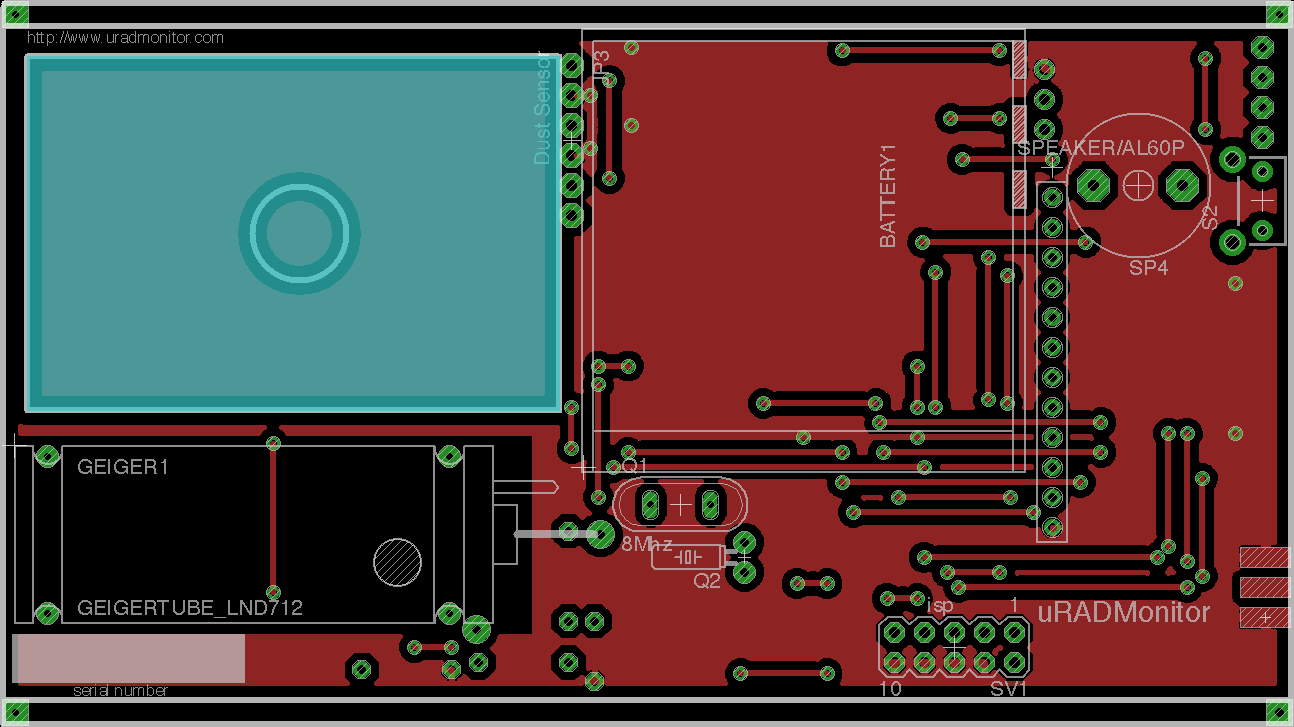 http://www.uradmonitor.com
Dust Sensor
JP3
BATTERY1
SPEAKER/AL60P
S2
SP4
GEIGER1
GEIGERTUBE_LND712
serial number
Q1
8Mhz
Q2
isp
1
uRADMonitor
10
SV1